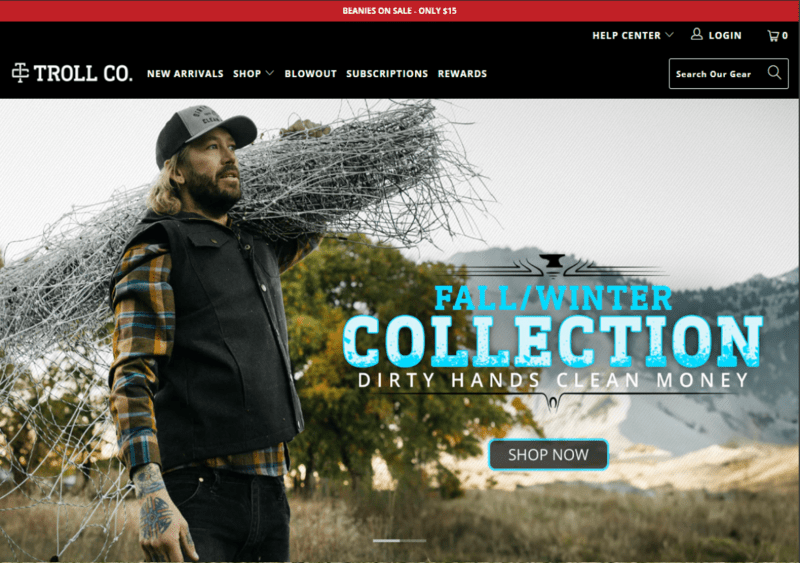 BEANIES ON SALE - ONLY $15
HELP CENTER
LOGIN
0
TROLL CO.
NEW ARRIVALS
SHOP
BLOWOUT
SUBSCRIPTIONS
REWARDS
Search Our Gear
FALL/WINTER
COLLECTION
DIRTY HANDS CLEAN MONEY
SHOP NOW